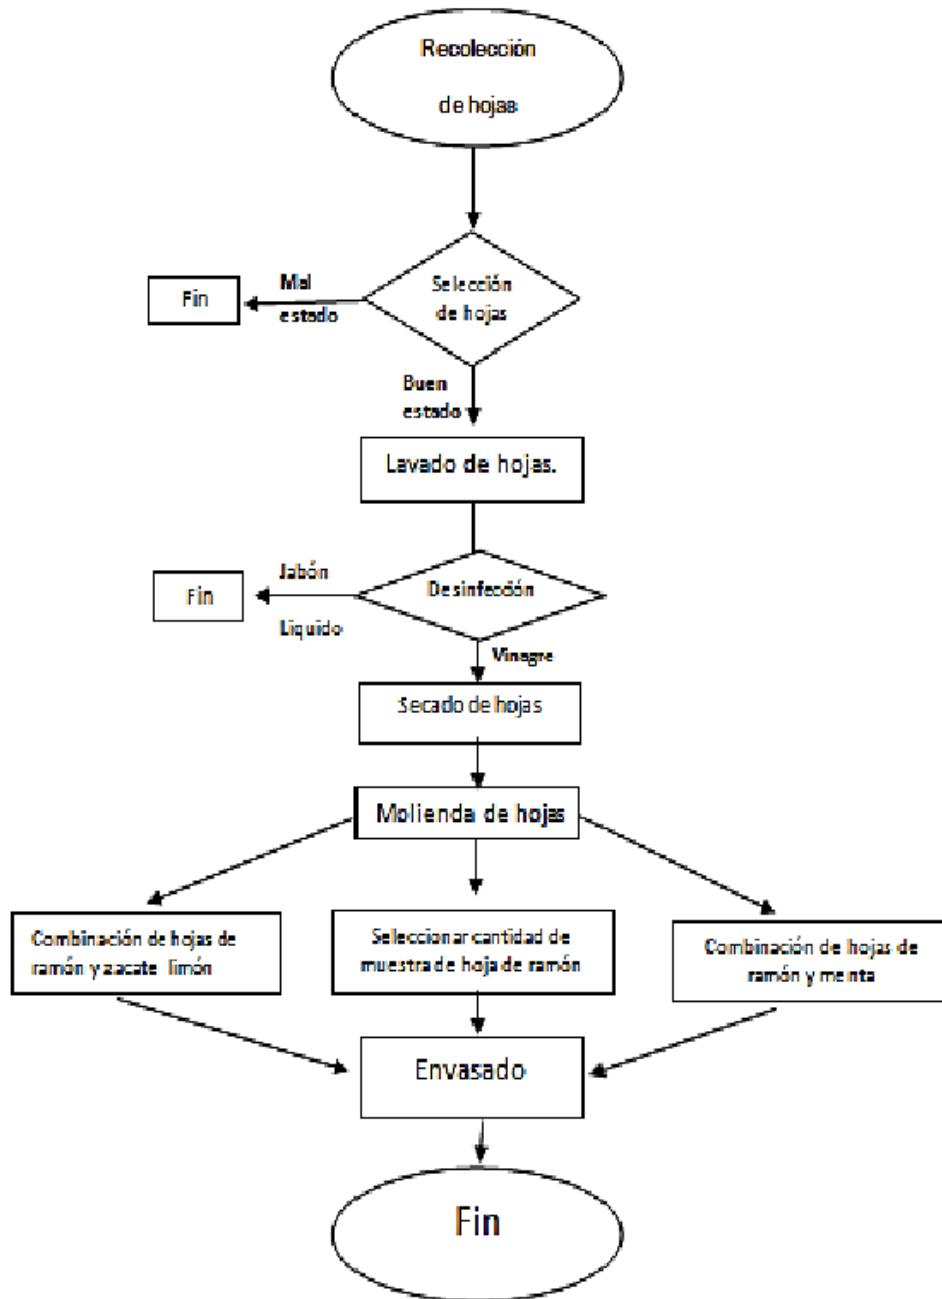 Recolección
de hojas
Selección
de hojas
Mal
estado
Fin
Buen
estado
Lavado de hojas.
Desinfección
Jabón
Liquido
Fin
Vinagre
Secado de hojas
Molienda de hojas
Combinación de hojas de
ramón y zacate limón
Seleccionar cantidad de
muestra de hoja de ramón
Combinación de hojas de
ramón y menta
Envasado
Fin